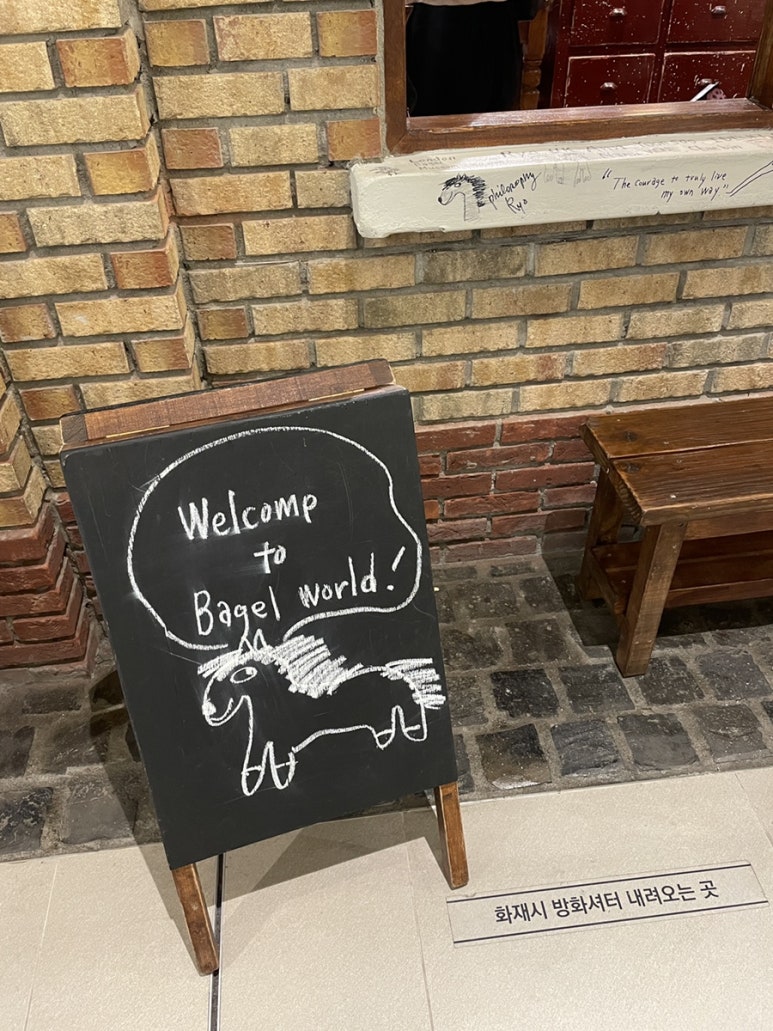 philosophy
Ryo
"The courage to truly live
my own way"
Welcomp
to
Bagel world!
화재시 방화셔터 내려오는 곳